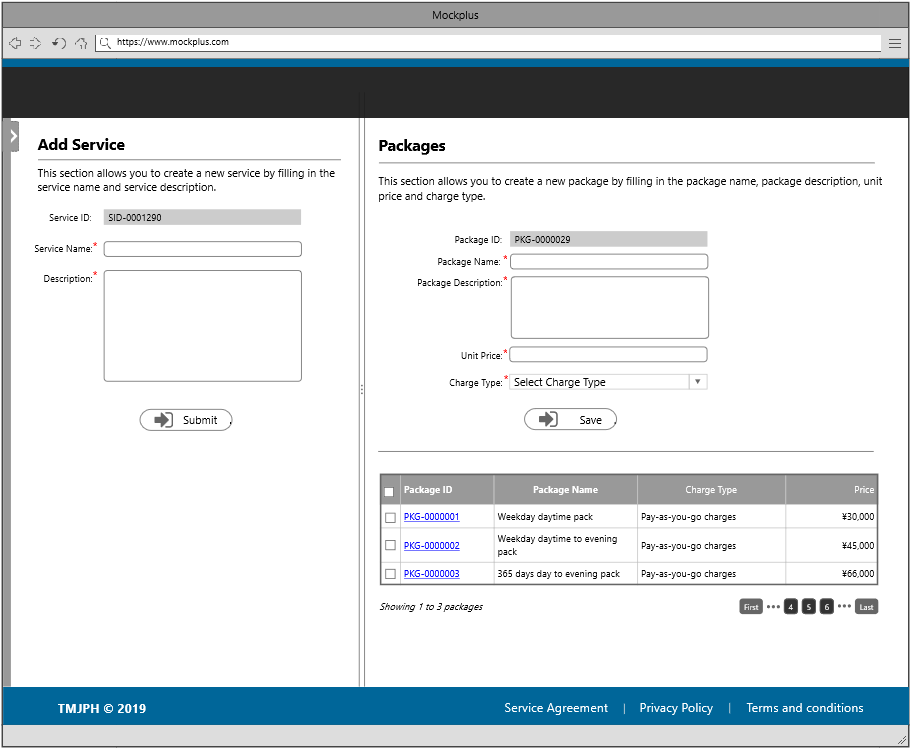 Mockplus
https://www.mockplus.com
Add Service
This section allows you to create a new service by filling in the
service name and service description.
Service ID: SID-0001290
Service Name:*
Description:*
Submit
Packages
This section allows you to create a new package by filling in the package name, package description, unit
price and charge type.
Package ID: PKG-0000029
Package Name: *
Package Description:*
Unit Price:*
Charge Type:* Select Charge Type
Save
Package ID Package Name Charge Type Price
PKG-0000001 Weekday daytime pack Pay-as-you-go charges ¥30,000
PKG-0000002 Weekday daytime to evening
pack Pay-as-you-go charges ¥45,000
PKG-0000003 365 days day to evening pack Pay-as-you-go charges ¥66,000
Showing 1 to 3 packages First ••• 4 5 6 ••• Last
TMJPH © 2019 Service Agreement | Privacy Policy | Terms and conditions